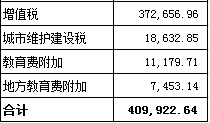 增值税 372,656.96
城市维护建设税 18,632.85
教育费附加 11,179.71
地方教育费附加 7,453.14
合计 409,922.64